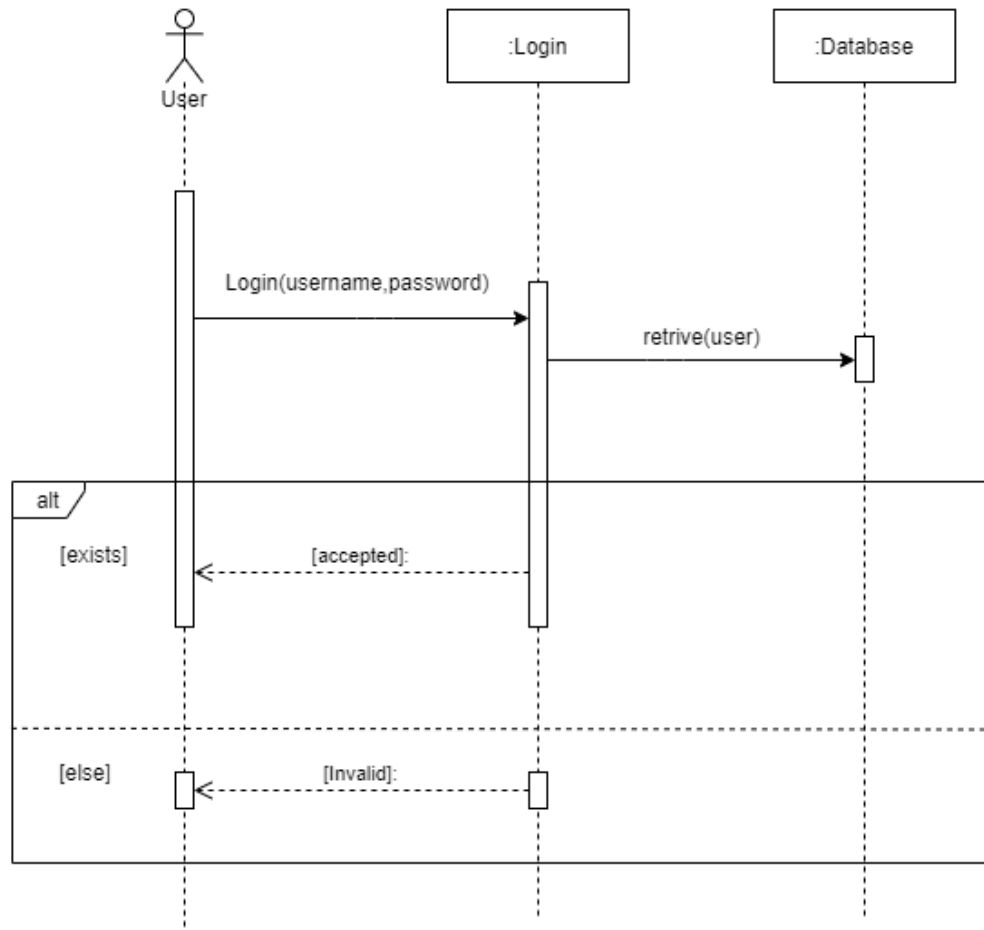 :Login
:Database
User
Login(username,password)
retrive(user)
alt
[exists]
[accepted]:
[else]
[Invalid]: